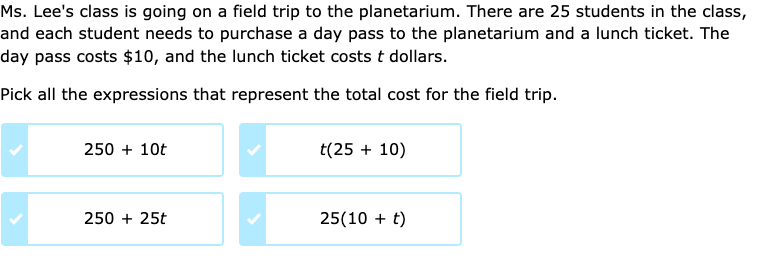 Ms. Lee's class is going on a field trip to the planetarium. There are 25 students in the class,
and each student needs to purchase a day pass to the planetarium and a lunch ticket. The
day pass costs $10, and the lunch ticket costs t dollars.
Pick all the expressions that represent the total cost for the field trip.
250 + 10t
t(25 + 10)
250 + 25t
25(10 + t)